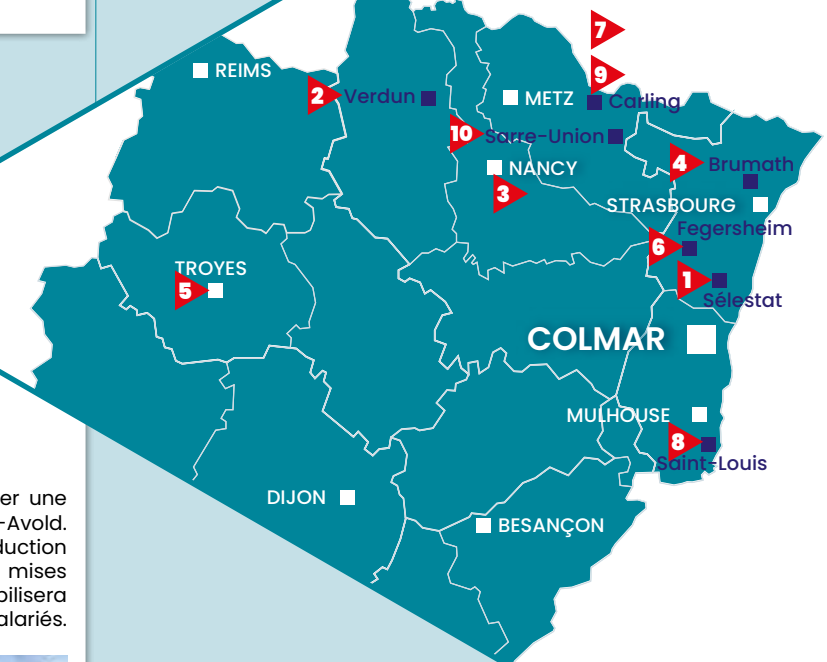 7
REIMS
9
2 Verdun
METZ
Carling
10 Sarre-Union
NANCY
4 Brumath
3
STRASBOURG
Fegersheim
6
TROYES
5
1
Sélestat
COLMAR
MULHOUSE
8
Saint-Louis
DIJON
BESANÇON
er une
-Avold.
duction
mises
bilisera
alariés.